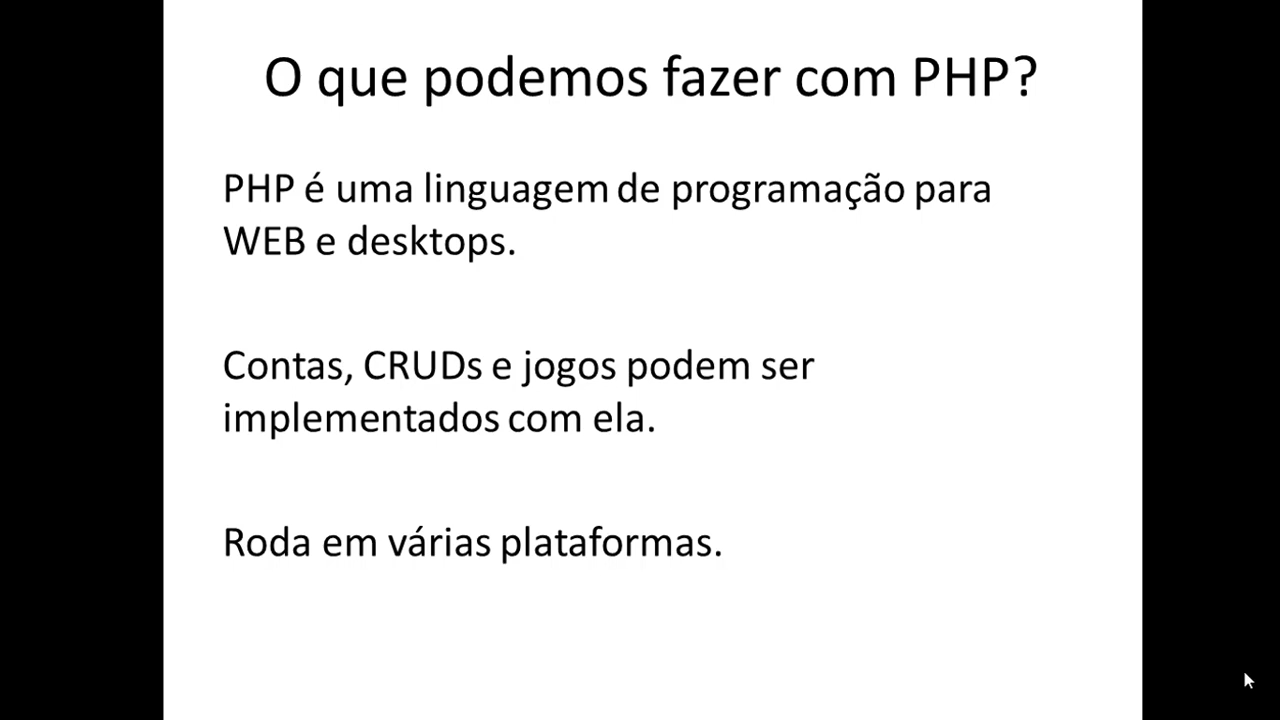 O que podemos fazer com PHP?
PHP é uma linguagem de programação para
WEB e desktops.
Contas, CRUDs e jogos podem ser
implementados com ela.
Roda em várias plataformas.